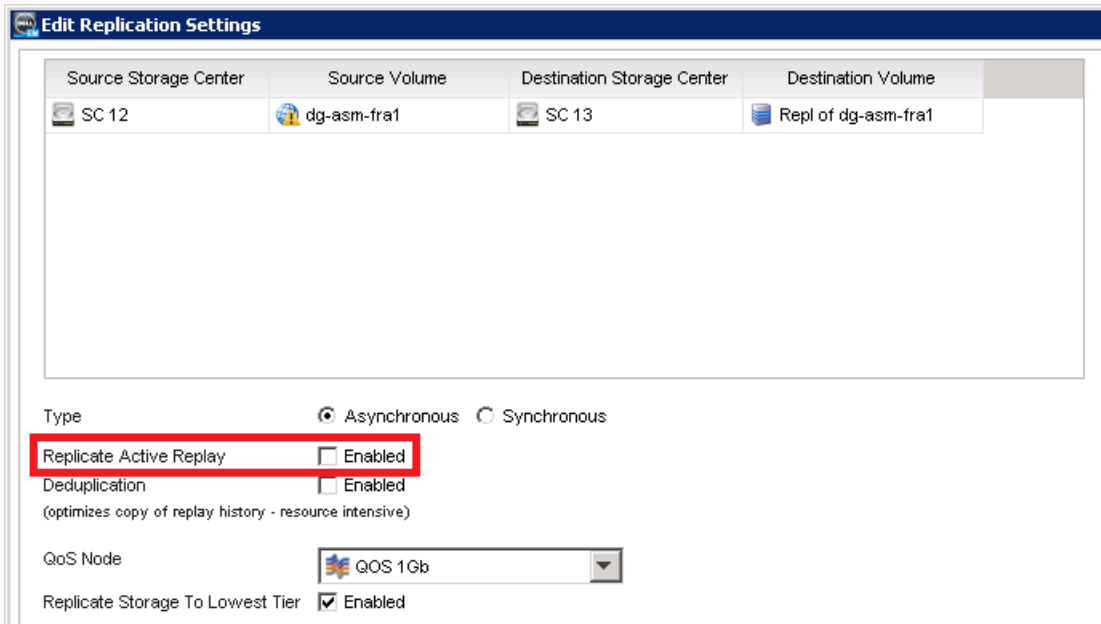 Edit Replication Settings
Source Storage Center Source Volume Destination Storage Center Destination Volume
SC 12 dg-asm-fra1 SC 13 Repl of dg-asm-fra1
Type Asynchronous Synchronous
Replicate Active Replay Enabled
Deduplication Enabled
(optimizes copy of replay history - resource intensive)
QoS Node QOS 1Gb
Replicate Storage To Lowest Tier Enabled